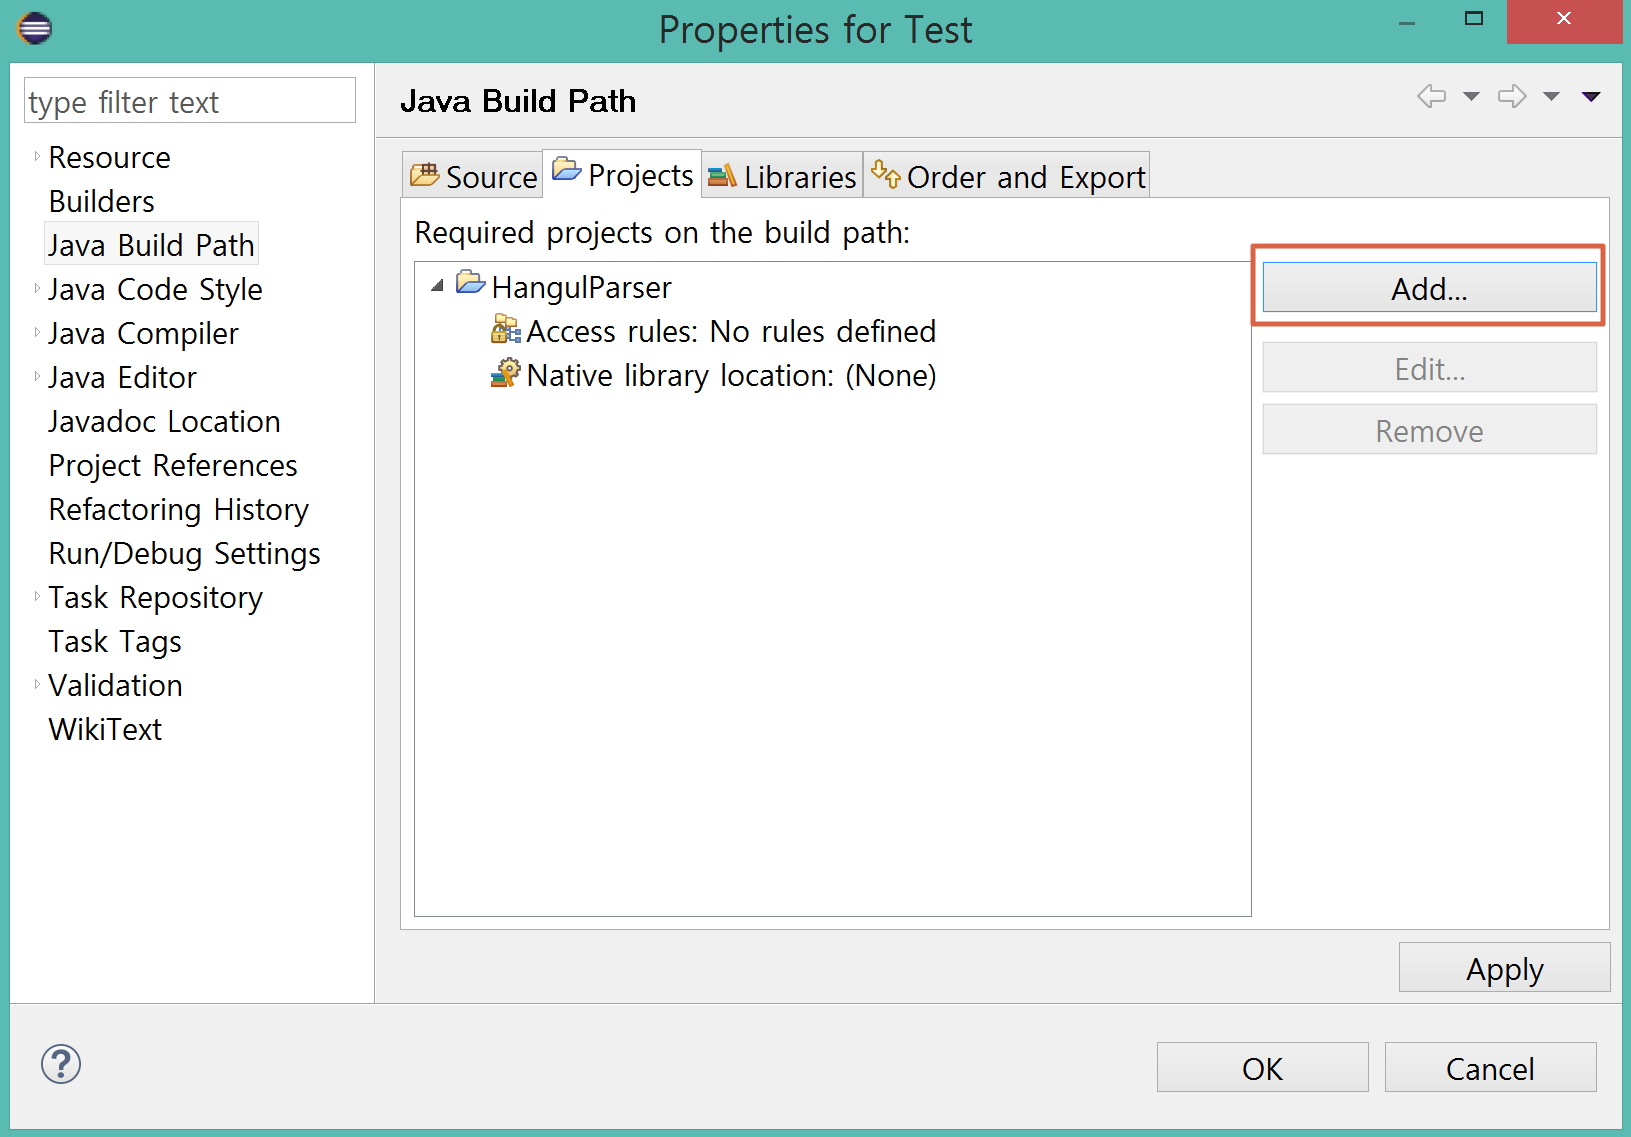 Properties for Test
type filter text
Resource
Builders
Java Build Path
Java Code Style
Java Compiler
Java Editor
Javadoc Location
Project References
Refactoring History
Run/Debug Settings
Task Repository
Task Tags
Validation
WikiText
Java Build Path
Source Projects Libraries Order and Export
Required projects on the build path:
HangulParser
Access rules: No rules defined
Native library location: (None)
Add...
Edit...
Remove
Apply
OK Cancel